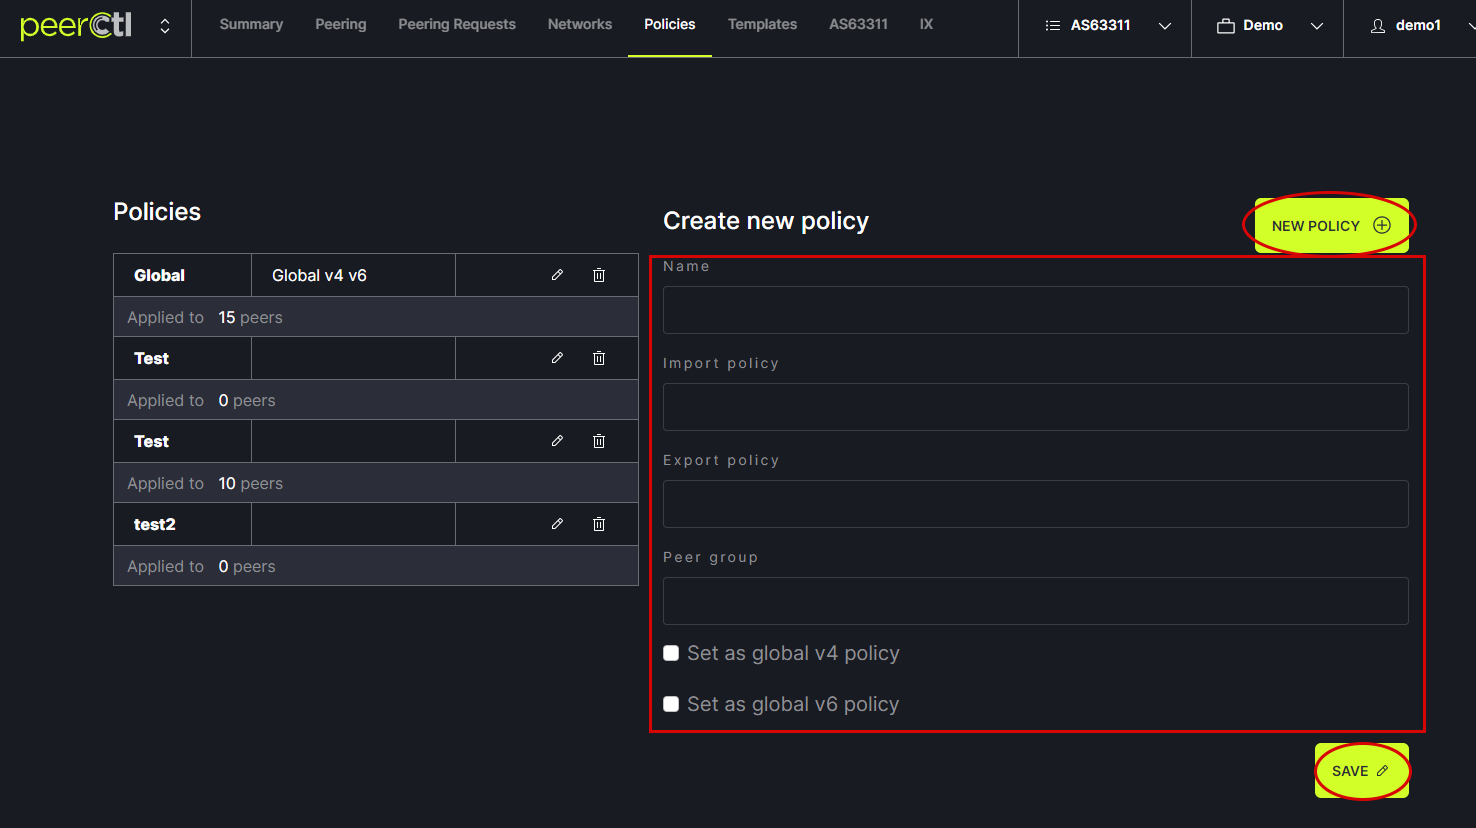 peerCtl
Summary Peering Peering Requests Networks Policies Templates AS63311 IX AS63311 Demo demo1
Policies
Global Global v4 v6
Applied to 15 peers
Test
Applied to 0 peers
Test
Applied to 10 peers
test2
Applied to 0 peers
Create new policy
NEW POLICY
Name
Import policy
Export policy
Peer group
Set as global v4 policy
Set as global v6 policy
SAVE